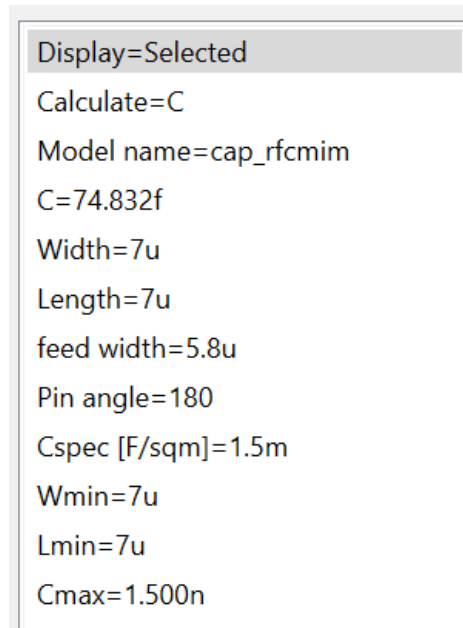 Display=Selected
Calculate=C
Model name=cap_rfcmim
C=74.832f
Width=7u
Length=7u
feed width=5.8u
Pin angle=180
Cspec [F/sqm]=1.5m
Wmin=7u
Lmin=7u
Cmax=1.500n